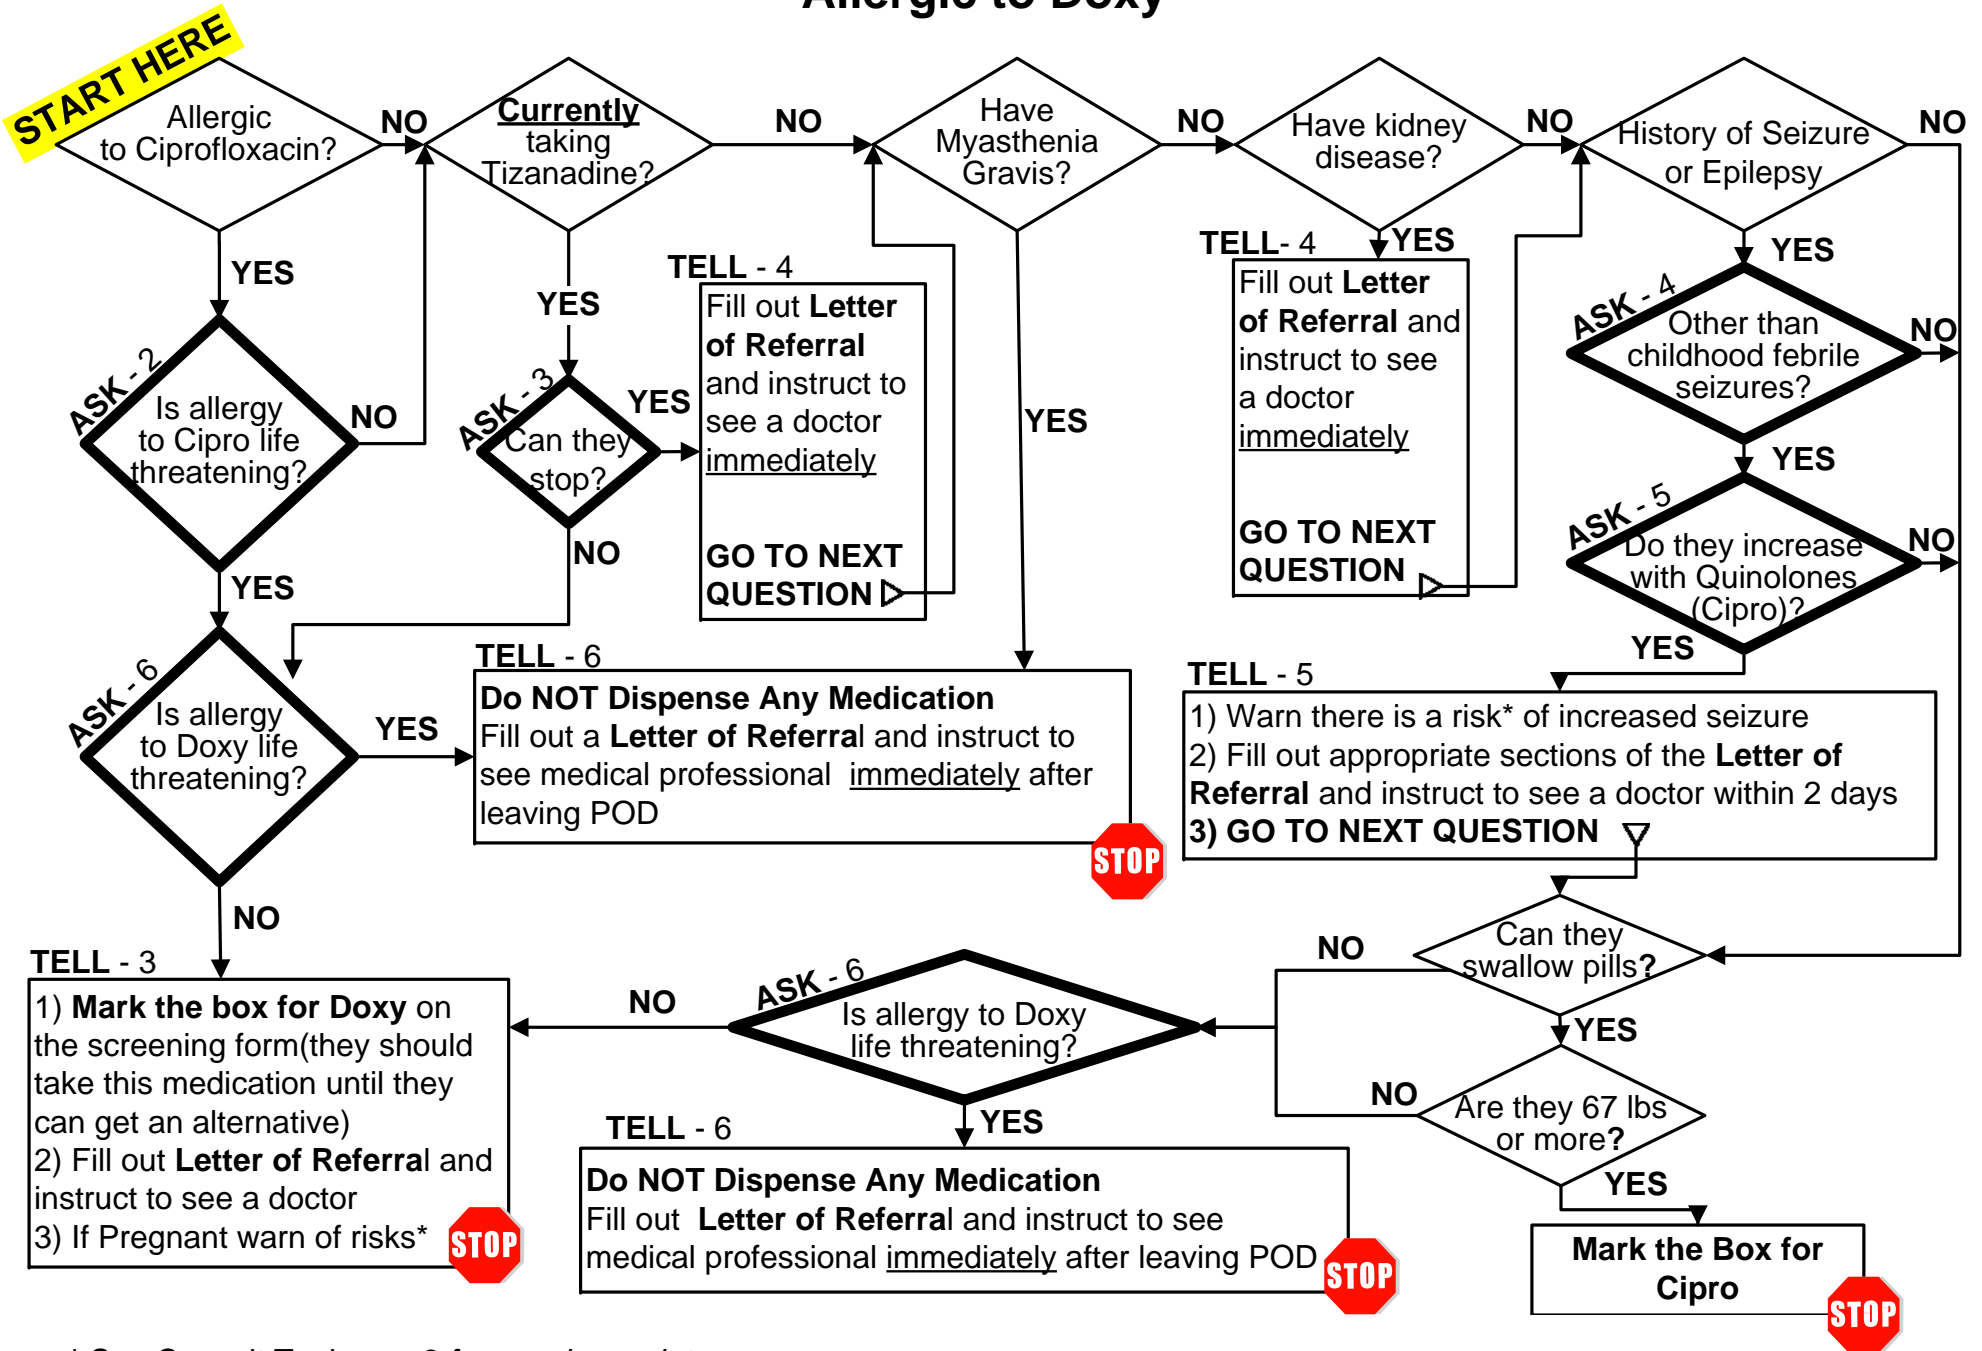 Allergic to Doxy
START HERE
Allergic
to Ciprofloxacin?
NO
Currently
taking
Tizanadine?
NO
Have
Myasthenia
Gravis?
NO
Have kidney
disease?
NO
History of Seizure
or Epilepsy
NO
YES
YES
YES
YES
YES
ASK - 2
Is allergy
to Cipro life
threatening?
NO
YES
ASK - 3
Can they
stop?
YES
NO
TELL - 4
Fill out Letter
of Referral
and instruct to
see a doctor
immediately
GO TO NEXT
QUESTION
TELL- 4
Fill out Letter
of Referral and
instruct to see
a doctor
immediately
GO TO NEXT
QUESTION
ASK - 4
Other than
childhood febrile
seizures?
NO
YES
ASK - 5
Do they increase
with Quinolones
(Cipro)?
NO
YES
ASK - 6
Is allergy
to Doxy life
threatening?
YES
NO
TELL - 6
Do NOT Dispense Any Medication
Fill out a Letter of Referral and instruct to
see medical professional immediately after
leaving POD
STOP
TELL - 5
1) Warn there is a risk* of increased seizure
2) Fill out appropriate sections of the Letter of
Referral and instruct to see a doctor within 2 days
3) GO TO NEXT QUESTION
Can they
swallow pills?
NO
YES
Are they 67 lbs
or more?
NO
YES
ASK - 6
Is allergy to Doxy
life threatening?
NO
YES
TELL - 3
1) Mark the box for Doxy on
the screening form(they should
take this medication until they
can get an alternative)
2) Fill out Letter of Referral and
instruct to see a doctor
3) If Pregnant warn of risks*
STOP
TELL - 6
Do NOT Dispense Any Medication
Fill out Letter of Referral and instruct to see
medical professional immediately after leaving POD
STOP
Mark the Box for
Cipro
STOP